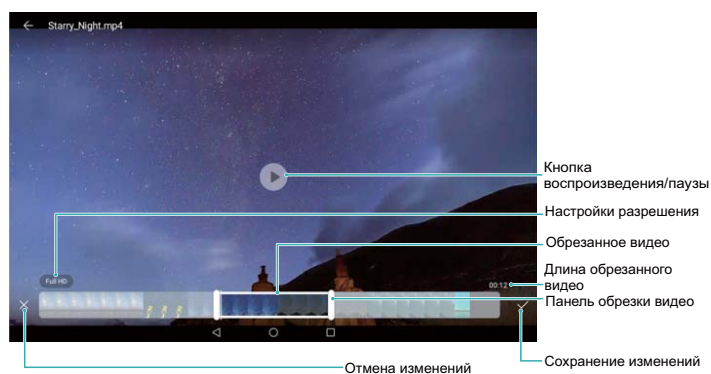 Starry_Night.mp4
Кнопка
воспроизведения/паузы
Настройки разрешения
Обрезанное видео
Длина обрезанного
видео
Full HD
00:12
Панель обрезки видео
Отмена изменений
Сохранение изменений